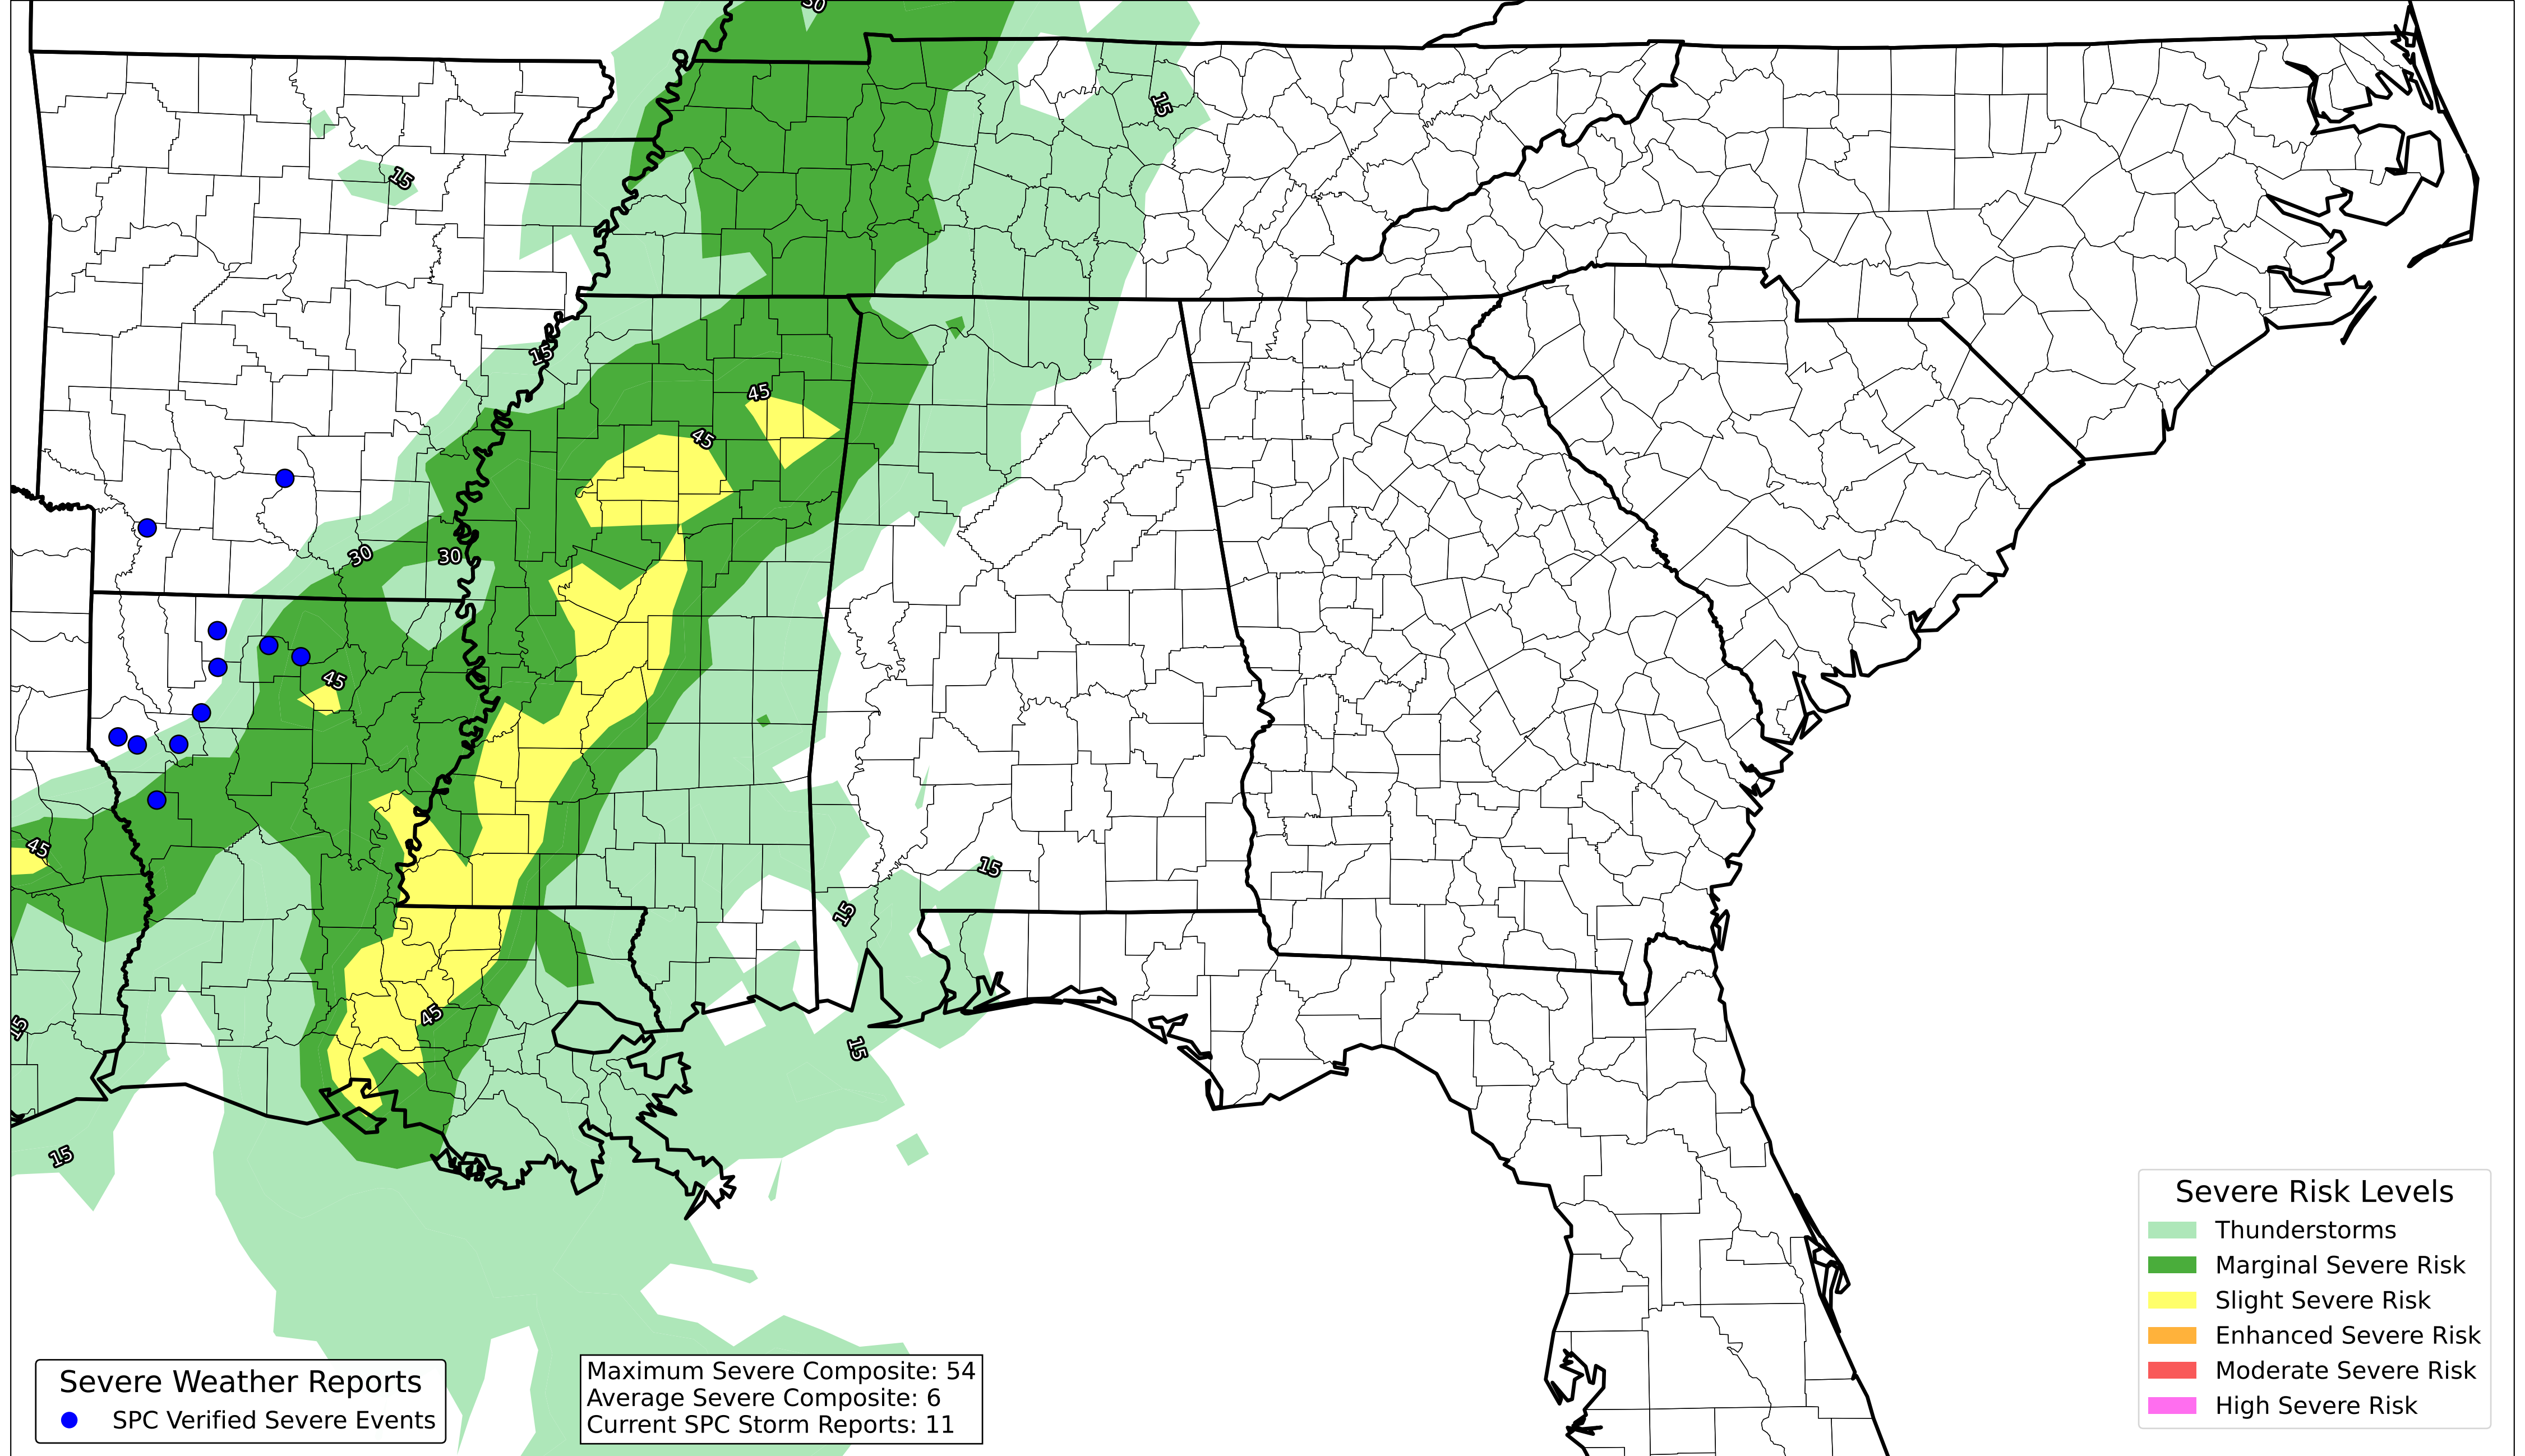 30
15
15
15
45
45
30
30
45
45
15
15
45
15
15
15
Severe Risk Levels
Thunderstorms
Marginal Severe Risk
Slight Severe Risk
Enhanced Severe Risk
Moderate Severe Risk
High Severe Risk
Severe Weather Reports
SPC Verified Severe Events
Maximum Severe Composite: 54
Average Severe Composite: 6
Current SPC Storm Reports: 11